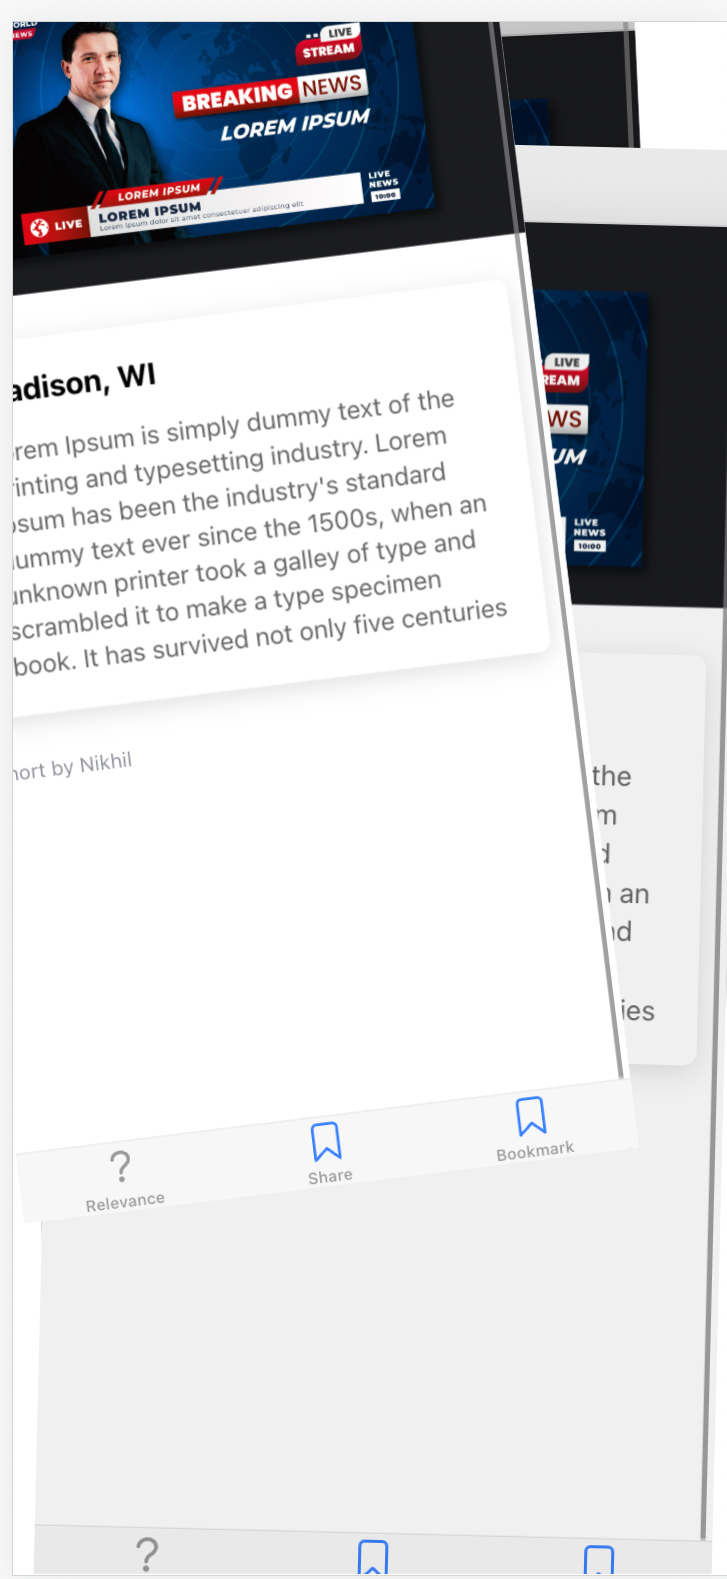 WORLD
NEWS
LIVE
STREAM
BREAKING NEWS
LOREM IPSUM
LOREM IPSUM
LIVE
LOREM IPSUM
Lorem ipsum dolor sit amet consectetuer adipiscing elit
LIVE
NEWS
10:00
adison, WI
rem Ipsum is simply dummy text of the
inting and typesetting industry. Lorem
psum has been the industry's standard
ummy text ever since the 1500s, when an
unknown printer took a galley of type and
scrambled it to make a type specimen
book. It has survived not only five centuries
hort by Nikhil
Relevance
Share
Bookmark
LIVE
REAM
WS
UM
LIVE
NEWS
10:00
the
m
d
n an
nd
ies